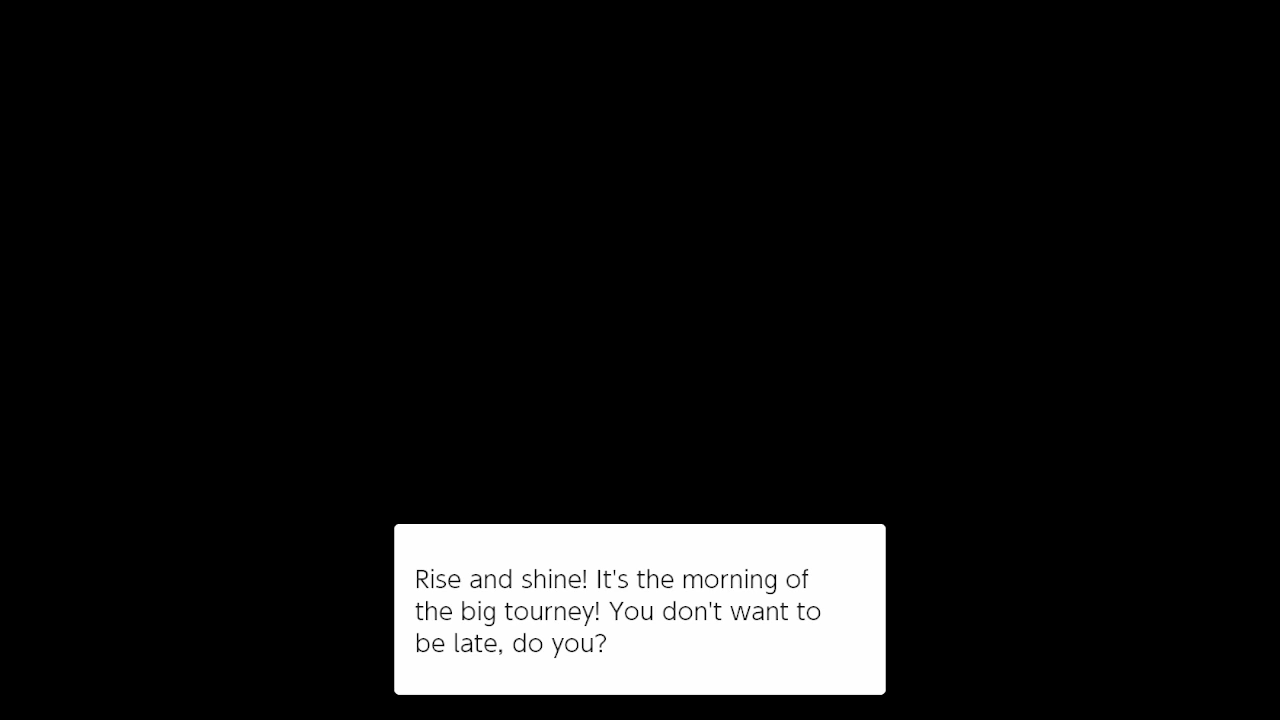 Rise and shine! It's the morning of
the big tourney! You don't want to
be late, do you?